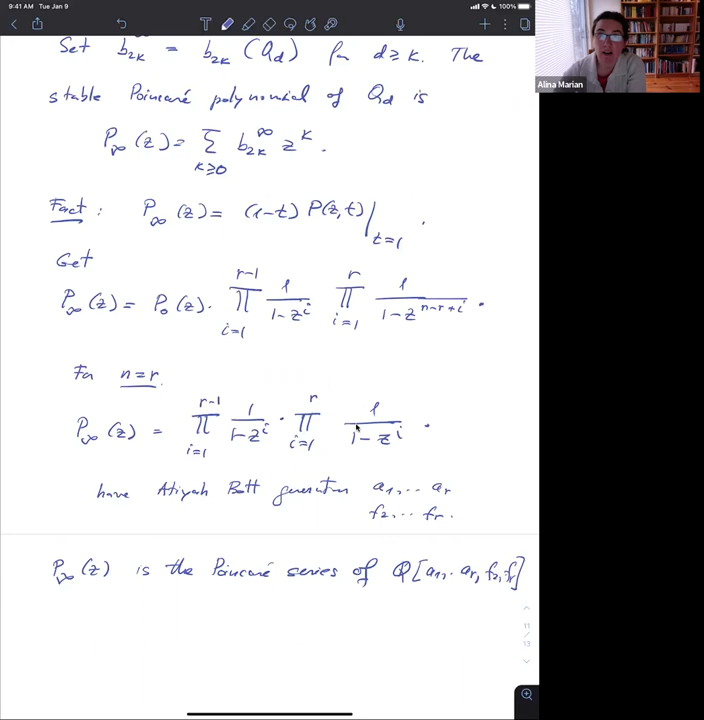 9:41 AM Tue Jan 9
100%
Set b_{2k}^∞ = b_{2k} (Q_d) for d ≥ k. The
stable Poincaré polynomial of Q_d is
P_∞ (z) = ∑_{k≥0} b_{2k}^∞ z^k .
Fact : P_∞ (z) = (1-t) P(z,t) |_{t=1} .
Get
P_∞ (z) = P_0 (z) · ∏_{i=1}^{r-1} 1/(1-z^i) ∏_{i=1}^{r} 1/(1-z^{n-r+i}) .
For n=r.
P_∞ (z) = ∏_{i=1}^{r-1} 1/(1-z^i) · ∏_{i=1}^{r} 1/(1-z^i) .
have Atiyah Bott generators a_1, ... a_r
f_2, ... f_r.
P_∞ (z) is the Poincaré series of Q[a_1, .. a_r, f_2, f_r]
11
/
13
Alina Marian